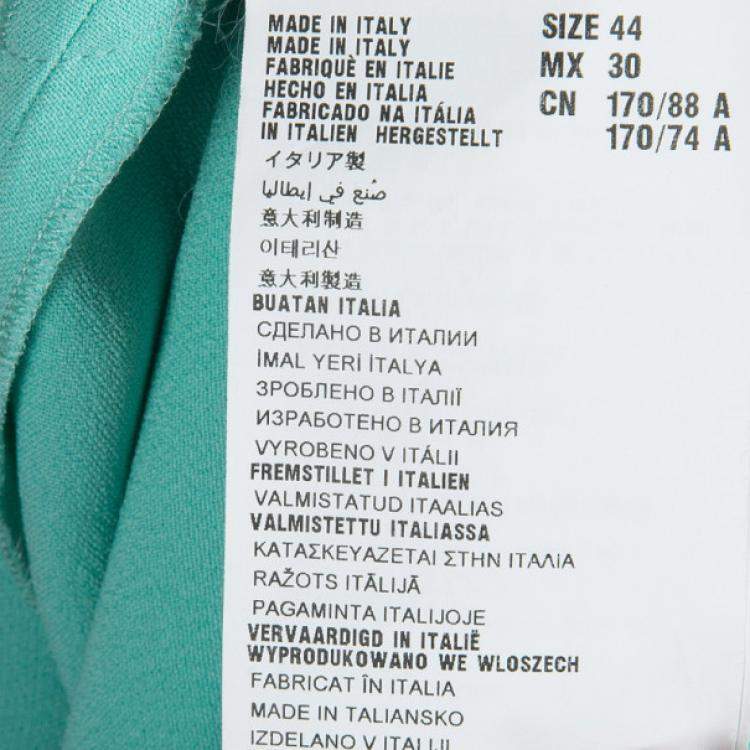 MADE IN ITALY
MADE IN ITALY
FABRIQUÈ EN ITALIE
HECHO EN ITALIA
FABRICADO NA ITÁLIA
IN ITALIEN HERGESTELLT
イタリア製
صُنع في إيطاليا
意大利制造
이태리산
意大利製造
BUATAN ITALIA
СДЕЛАНО В ИТАЛИИ
İMAL YERİ İTALYA
ЗРОБЛЕНО В ІТАЛІЇ
ИЗРАБОТЕНО В ИТАЛИЯ
VYROBENO V ITÁLII
FREMSTILLET I ITALIEN
VALMISTATUD ITAALIAS
VALMISTETTU ITALIASSA
ΚΑΤΑΣΚΕΥΑΖΕΤΑΙ ΣΤΗΝ ΙΤΑΛΙΑ
RAŽOTS ITĀLIJĀ
PAGAMINTA ITALIJOJE
VERVAARDIGD IN ITALIË
WYPRODUKOWANO WE WLOSZECH
FABRICAT ÎN ITALIA
MADE IN TALIANSKO
IZDELANO V ITALIJI
SIZE 44
MX 30
CN 170/88 A
170/74 A